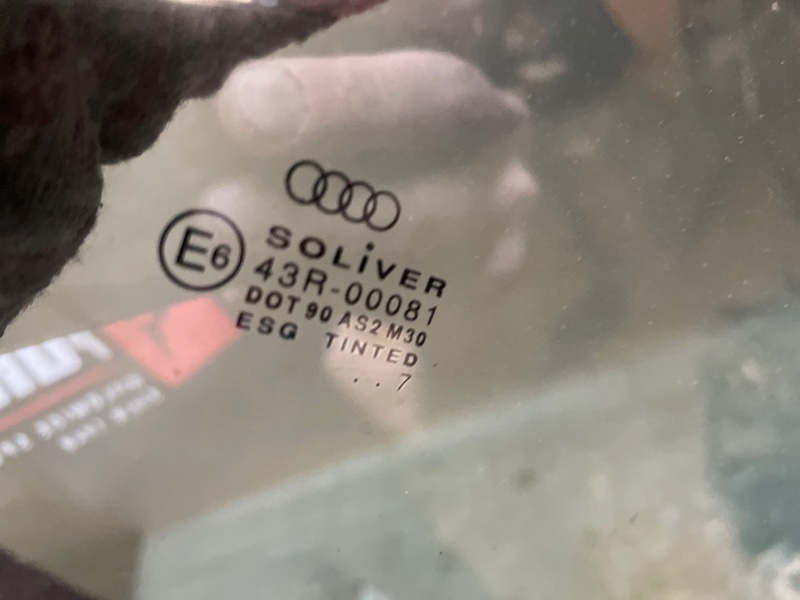 E6
SOLiVER
43R-00081
DOT 90 AS2 M30
ESG TINTED
. . 7